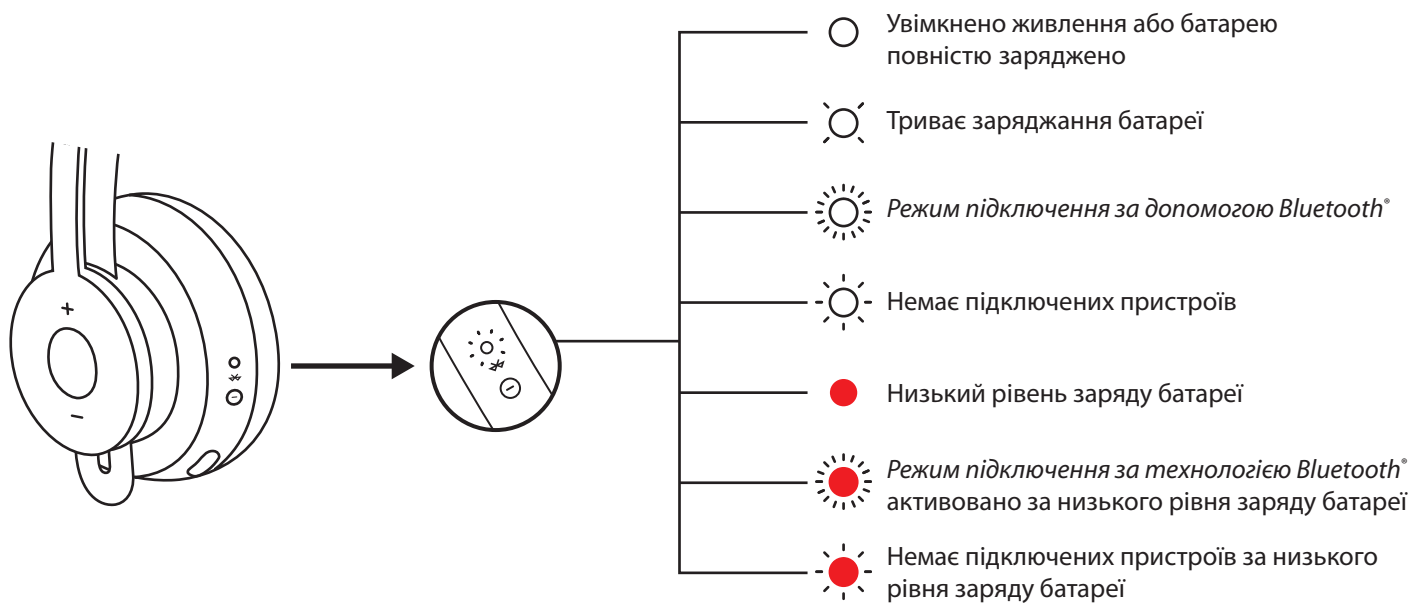 Увімкнено живлення або батарею
повністю заряджено
Триває заряджання батареї
Режим підключення за допомогою Bluetooth®
Немає підключених пристроїв
Низький рівень заряду батареї
Режим підключення за технологією Bluetooth®
активовано за низького рівня заряду батареї
Немає підключених пристроїв за низького
рівня заряду батареї